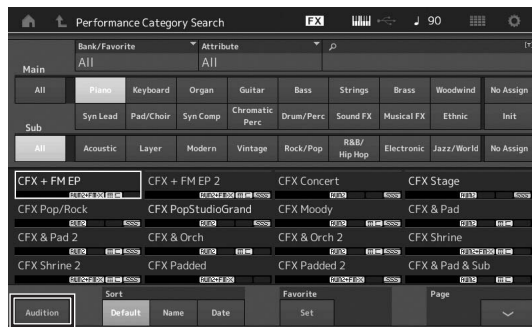 Performance Category Search FX 90
Bank/Favorite Attribute
Main All All
All Piano Keyboard Organ Guitar Bass Strings Brass Woodwind No Assign
Syn Lead Pad/Choir Syn Comp Chromatic Perc Drum/Perc Sound FX Musical FX Ethnic Init
Sub
All Acoustic Layer Modern Vintage Rock/Pop R&B/Hip Hop Electronic Jazz/World No Assign
CFX + FM EP CFX + FM EP 2 CFX Concert CFX Stage
CFX Pop/Rock CFX PopStudioGrand CFX Moody CFX & Pad
CFX & Pad 2 CFX & Orch CFX & Orch 2 CFX Shrine
CFX Shrine 2 CFX Padded CFX Padded 2 CFX & Pad & Sub
Sort Favorite Page
Audition Default Name Date Set